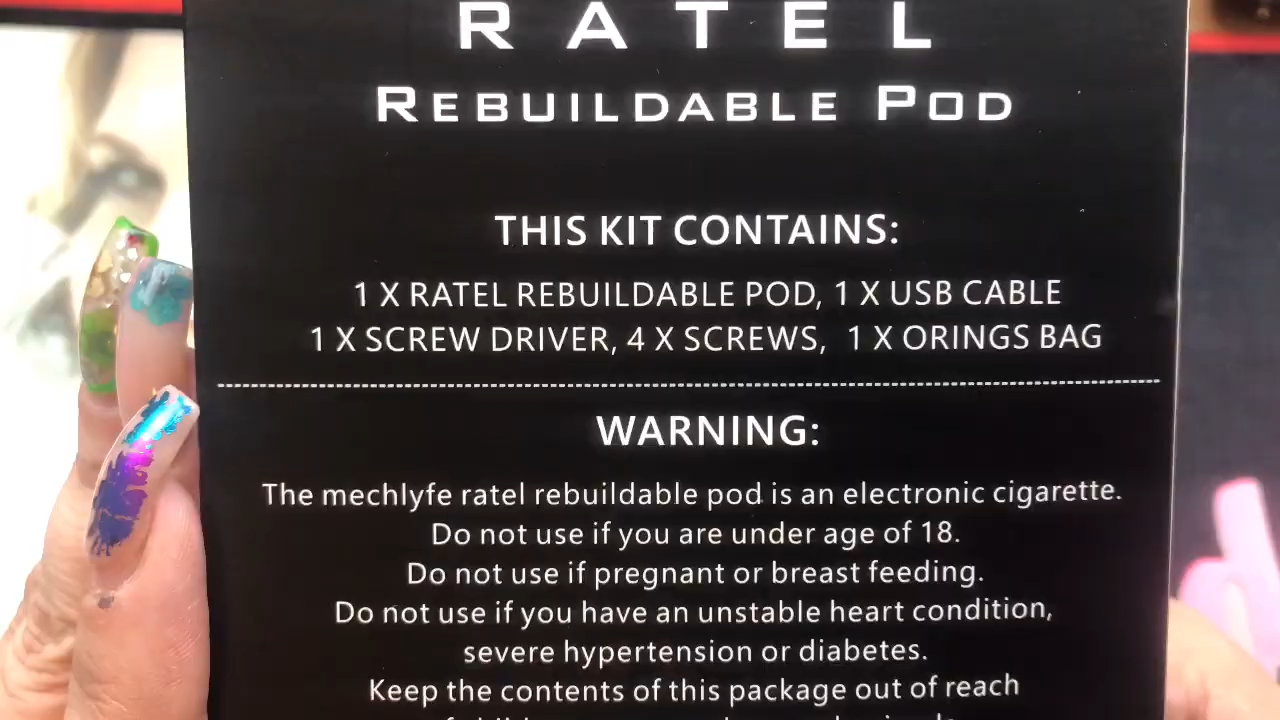 RATEL
REBUILDABLE POD
THIS KIT CONTAINS:
1 X RATEL REBUILDABLE POD, 1 X USB CABLE
1 X SCREW DRIVER, 4 X SCREWS, 1 X ORINGS BAG
WARNING:
The mechlyfe ratel rebuildable pod is an electronic cigarette.
Do not use if you are under age of 18.
Do not use if pregnant or breast feeding.
Do not use if you have an unstable heart condition,
severe hypertension or diabetes.
Keep the contents of this package out of reach